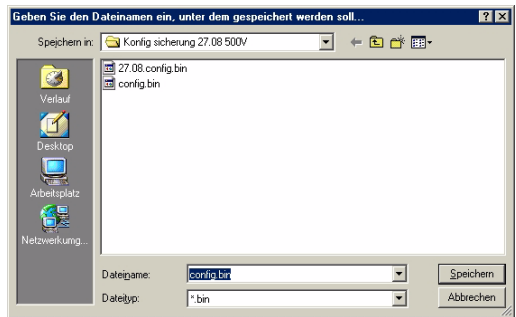 Geben Sie den Dateinamen ein, unter dem gespeichert werden soll...
Speichern in:
Konfig sicherung 27.08 500V
27.08.config.bin
config.bin
Verlauf
Desktop
Arbeitsplatz
Netzwerkumg...
Dateiname:
config.bin
Speichern
Dateityp:
*.bin
Abbrechen